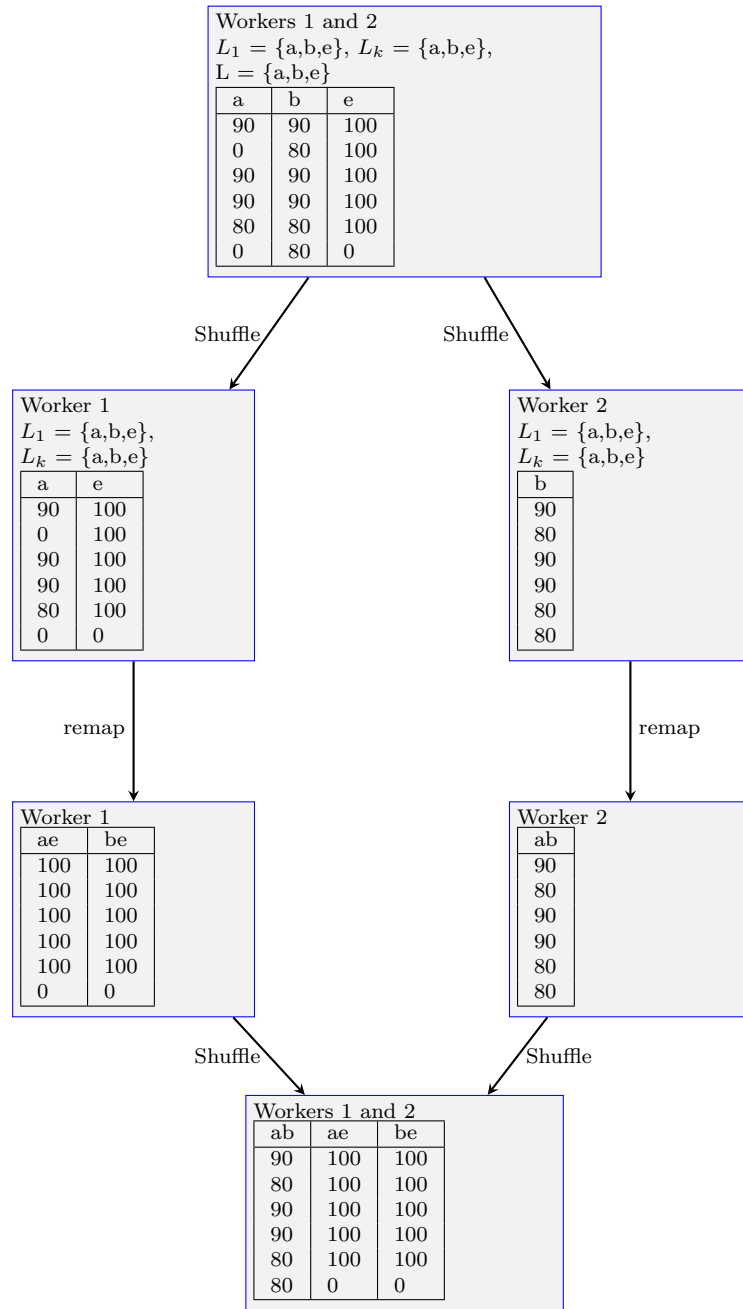 Workers 1 and 2
L₁ = {a,b,e}, Lₖ = {a,b,e},
L = {a,b,e}
a b e
90 90 100
0 80 100
90 90 100
90 90 100
80 80 100
0 80 0
Shuffle
Shuffle
Worker 1
L₁ = {a,b,e},
Lₖ = {a,b,e}
a e
90 100
0 100
90 100
90 100
80 100
0 0
Worker 2
L₁ = {a,b,e},
Lₖ = {a,b,e}
b
90
80
90
90
80
80
remap
remap
Worker 1
ae be
100 100
100 100
100 100
100 100
100 100
0 0
Worker 2
ab
90
80
90
90
80
80
Shuffle
Shuffle
Workers 1 and 2
ab ae be
90 100 100
80 100 100
90 100 100
90 100 100
80 100 100
80 0 0